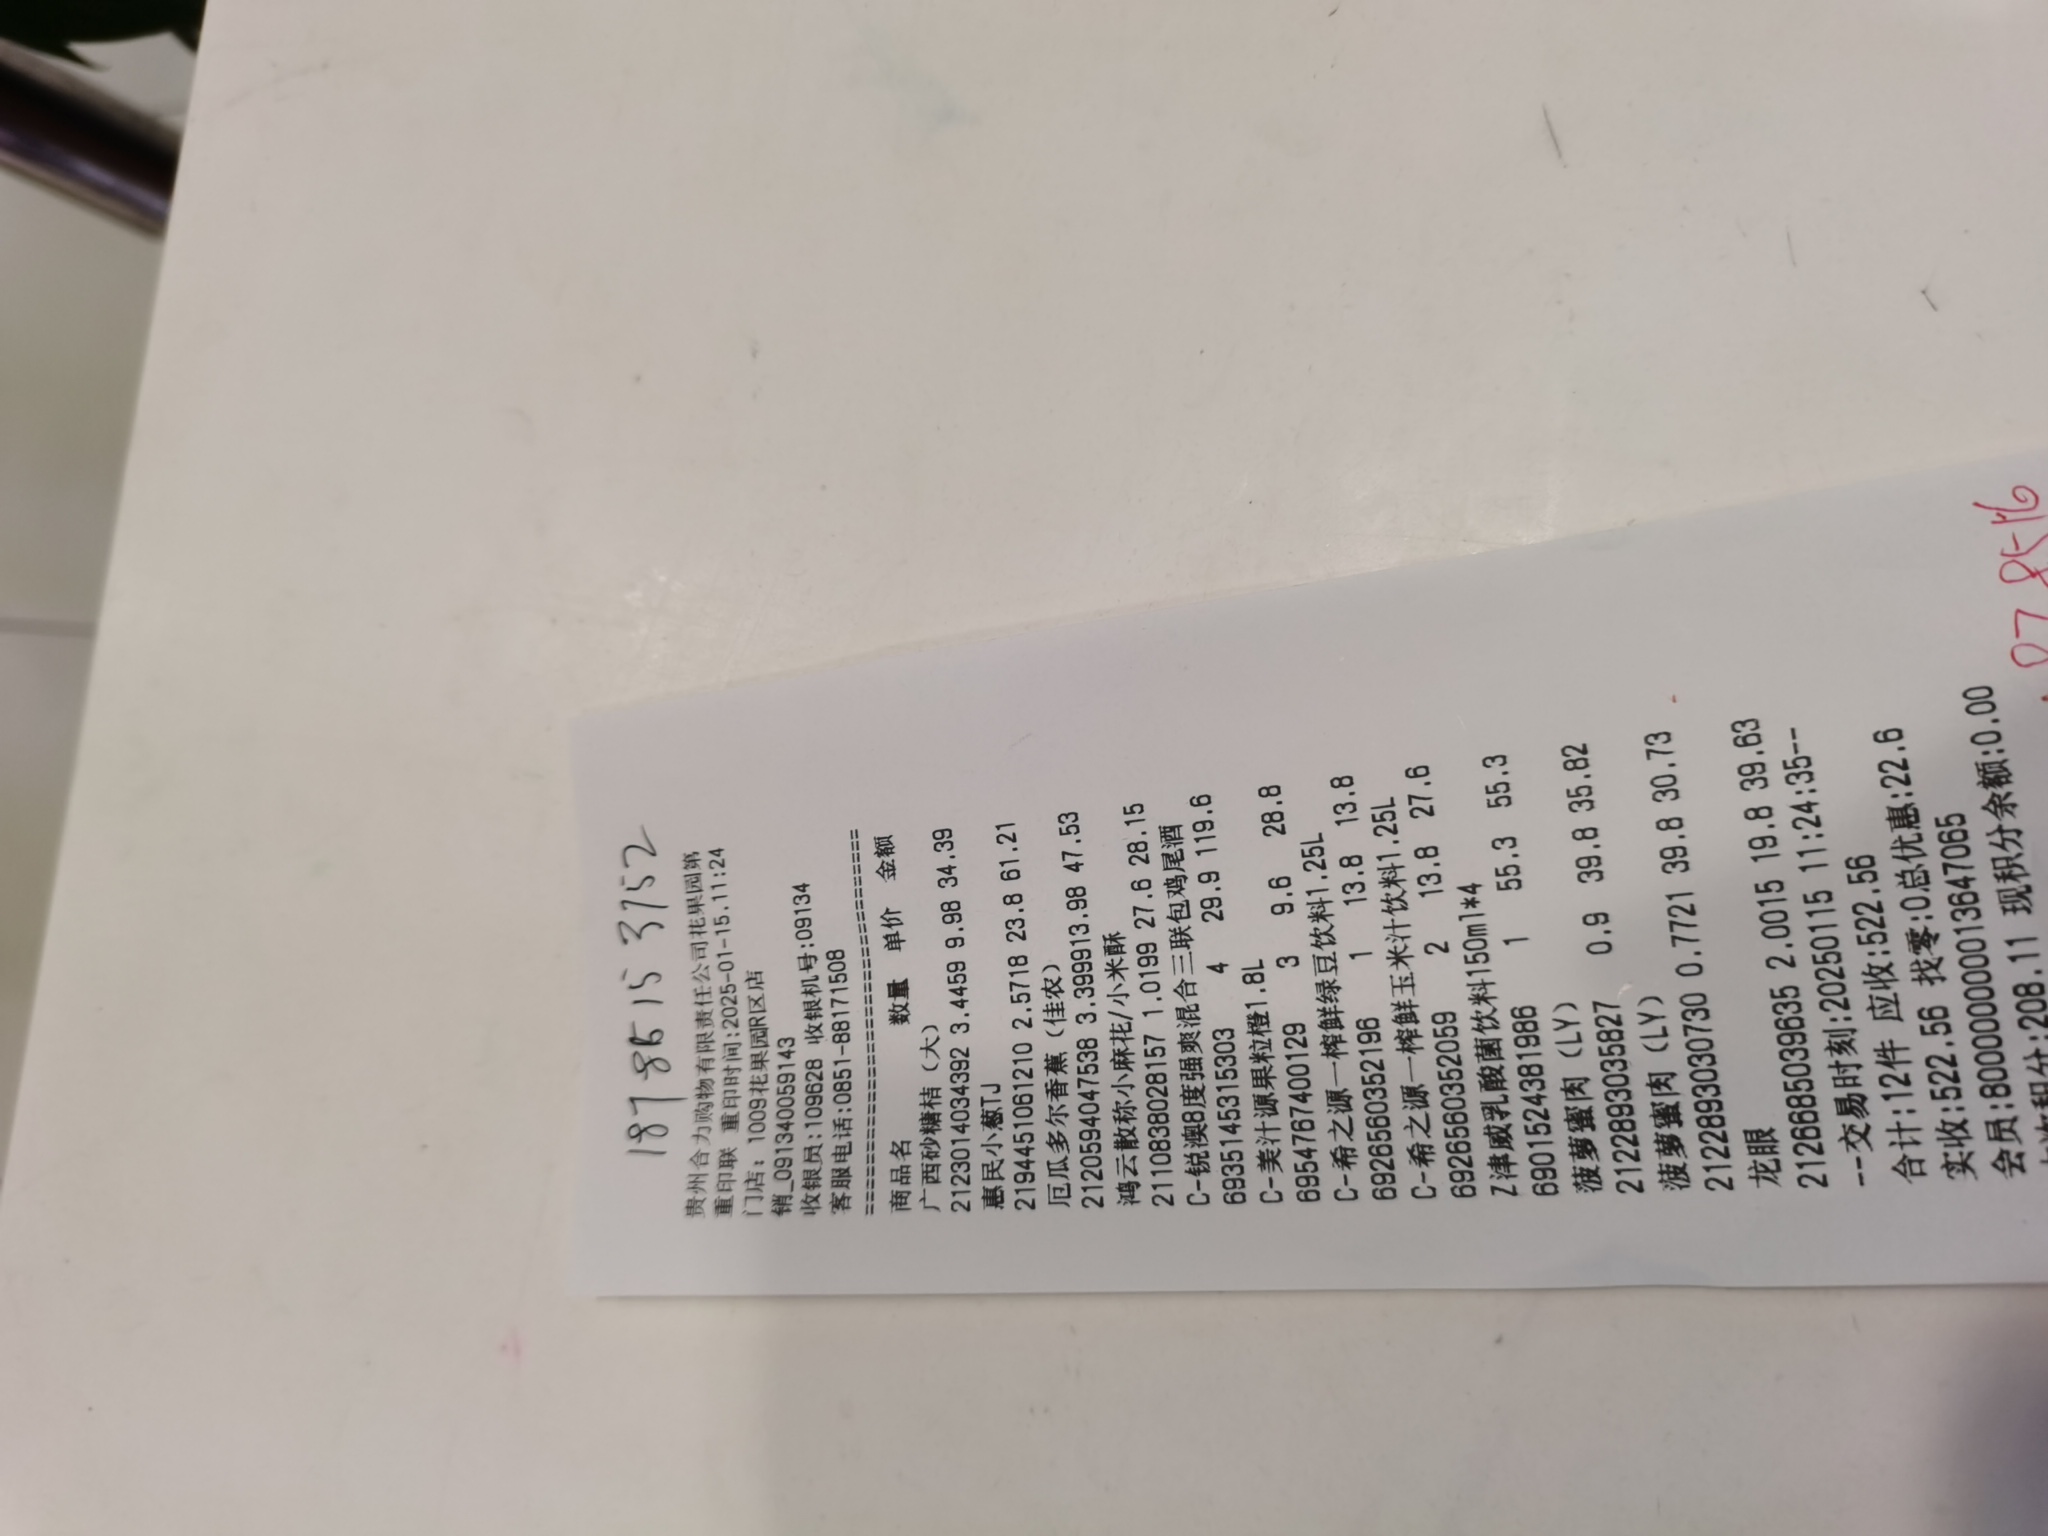 18785153752
贵州合力购物有限责任公司花果园第
重印联 重印时间:2025-01-15.11:24
门店: 1009花果园R区店
销_091340059143
收银员:109628 收银机号:09134
客服电话:0851-88171508
================================
商品名 数量 单价 金额
广西砂糖桔（大）
2123014034392 3.4459 9.98 34.39
惠民小葱TJ
2194451061210 2.5718 23.8 61.21
厄瓜多尔香蕉（佳农）
2120594047538 3.399913.98 47.53
鸿云散称小麻花/小米酥
2110838028157 1.0199 27.6 28.15
C-锐澳8度强爽混合三联包鸡尾酒
6935145315303 4 29.9 119.6
C-美汁源果粒橙1.8L
6954767400129 3 9.6 28.8
C-希之源一榨鲜绿豆饮料1.25L
6926560352196 1 13.8 13.8
C-希之源一榨鲜玉米汁饮料1.25L
6926560352059 2 13.8 27.6
Z津威乳酸菌饮料150ml*4
6901524381986 1 55.3 55.3
菠萝蜜肉（LY）
2122893035827 0.9 39.8 35.82
菠萝蜜肉（LY）
2122893030730 0.7721 39.8 30.73
龙眼
2126685039635 2.0015 19.8 39.63
--交易时刻:20250115 11:24:35--
合计:12件 应收:522.56
实收:522.56 找零:0总优惠:22.6
会员:8000000000013647065
积分:208.11 现积分余额:0.00